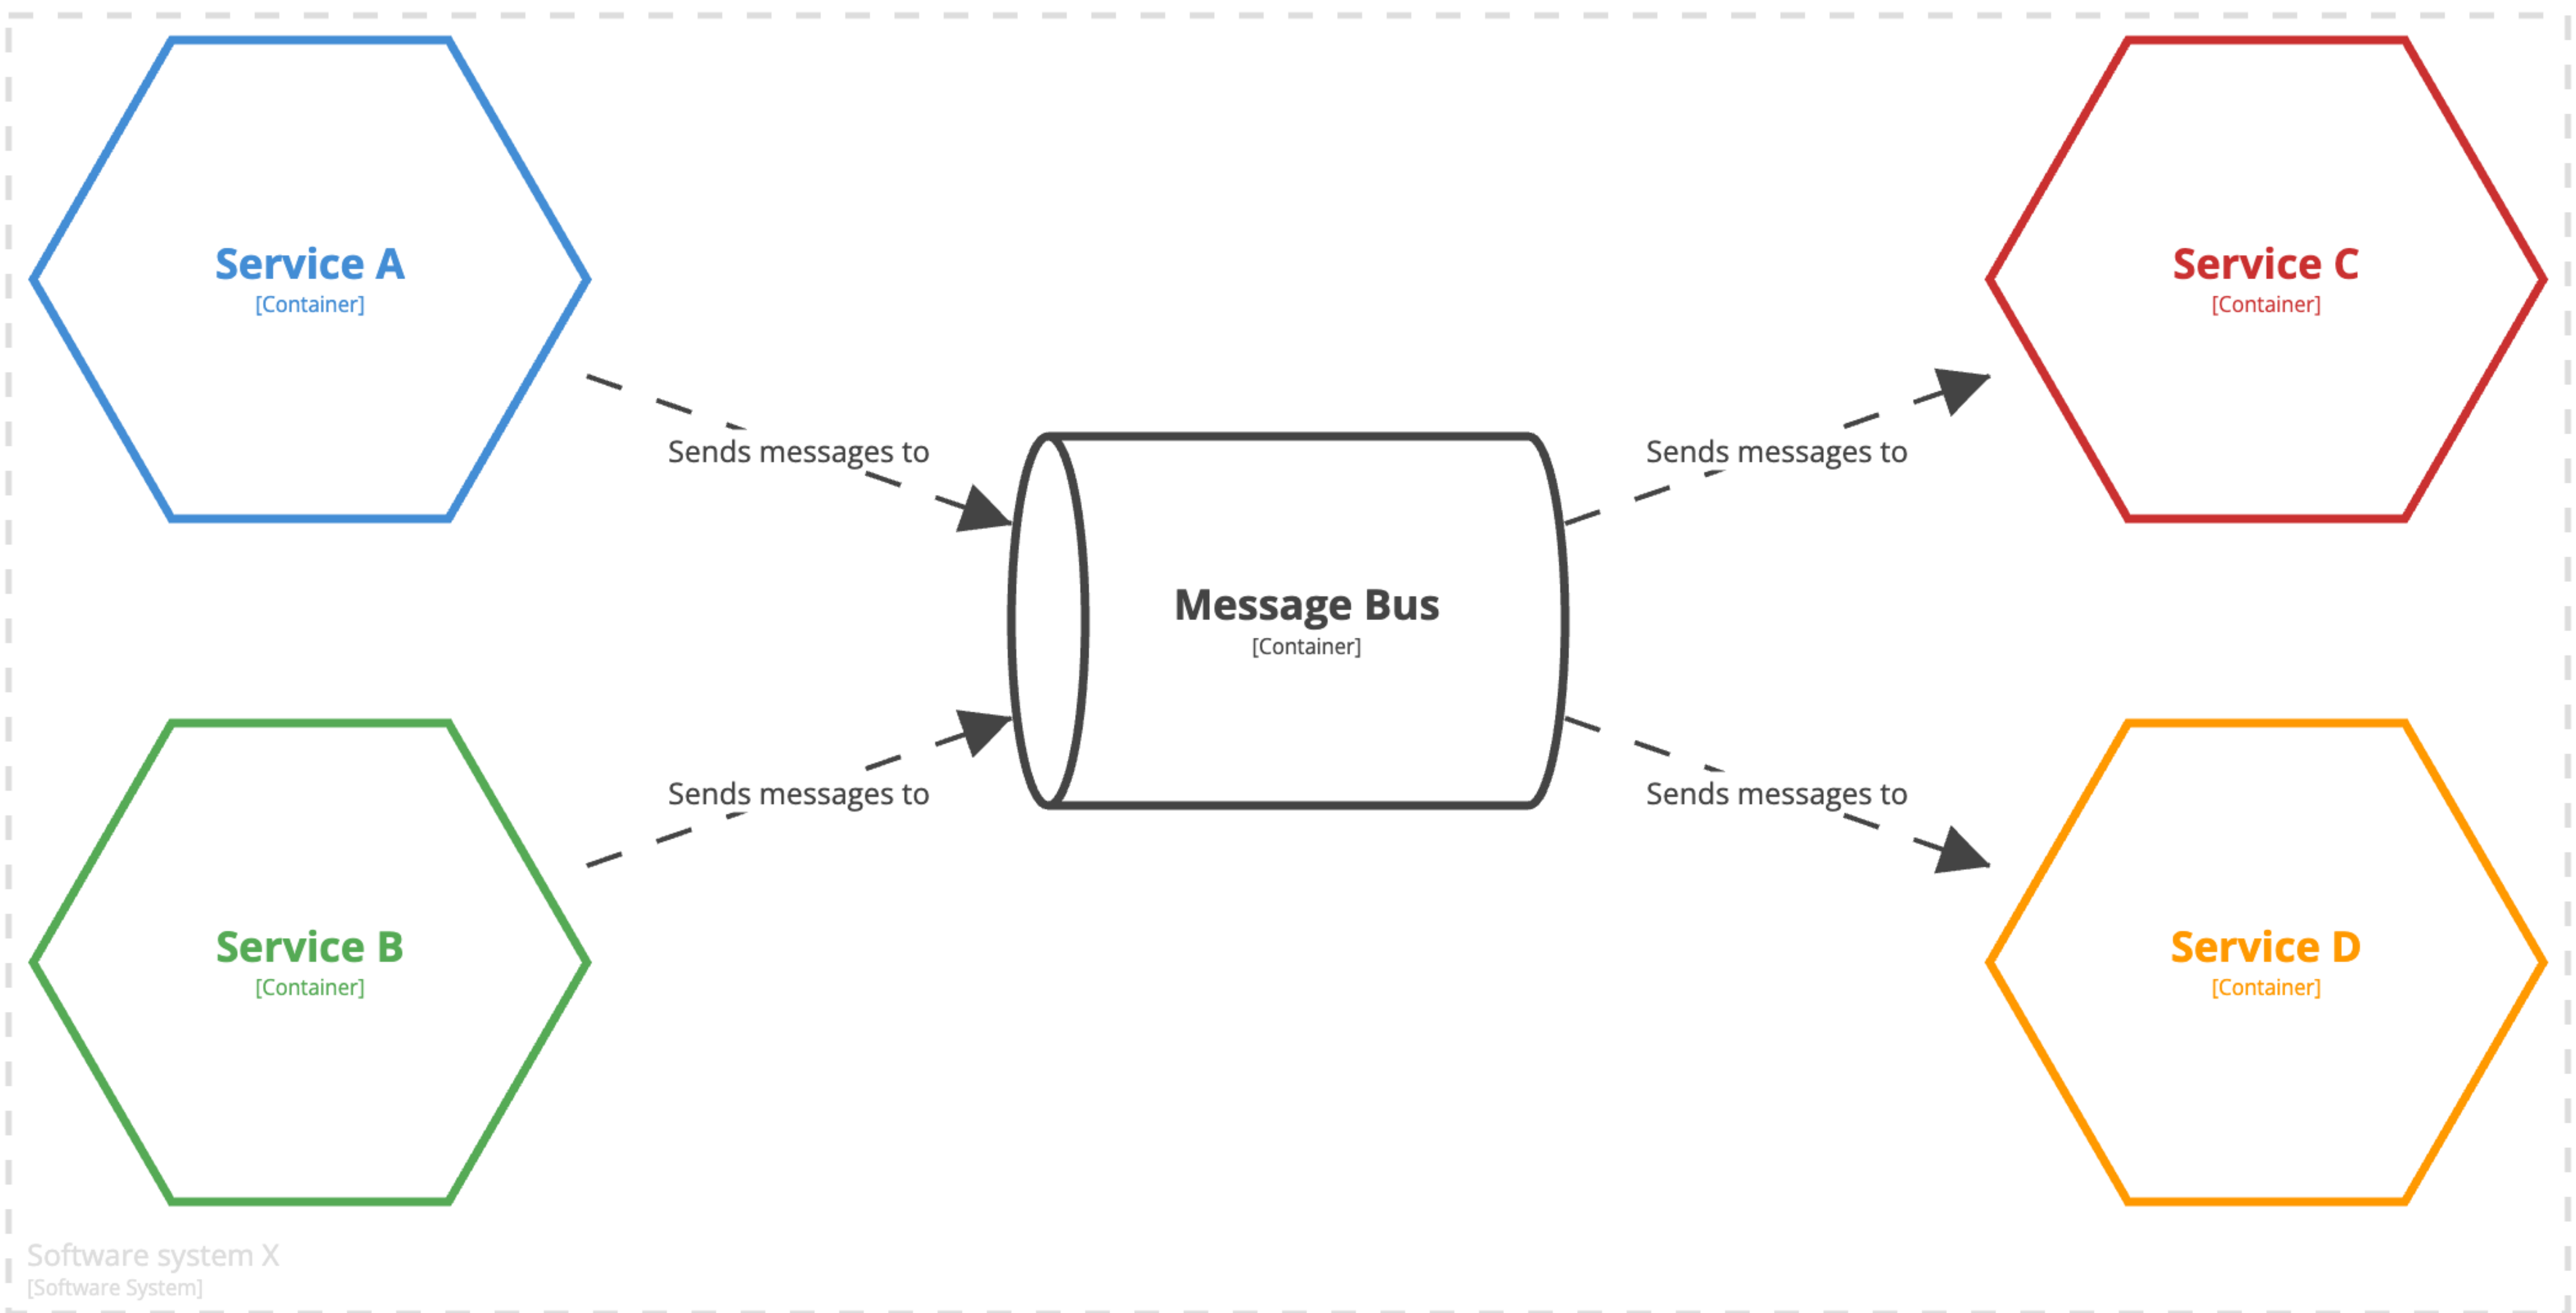 Service A
[Container]
Service C
[Container]
Sends messages to
Sends messages to
Message Bus
[Container]
Sends messages to
Sends messages to
Service B
[Container]
Service D
[Container]
Software system X
[Software System]